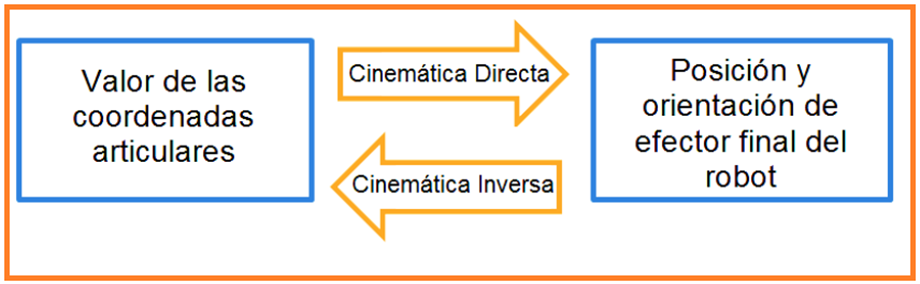 Valor de las
coordenadas
articulares
Cinemática Directa
Cinemática Inversa
Posición y
orientación de
efector final del
robot